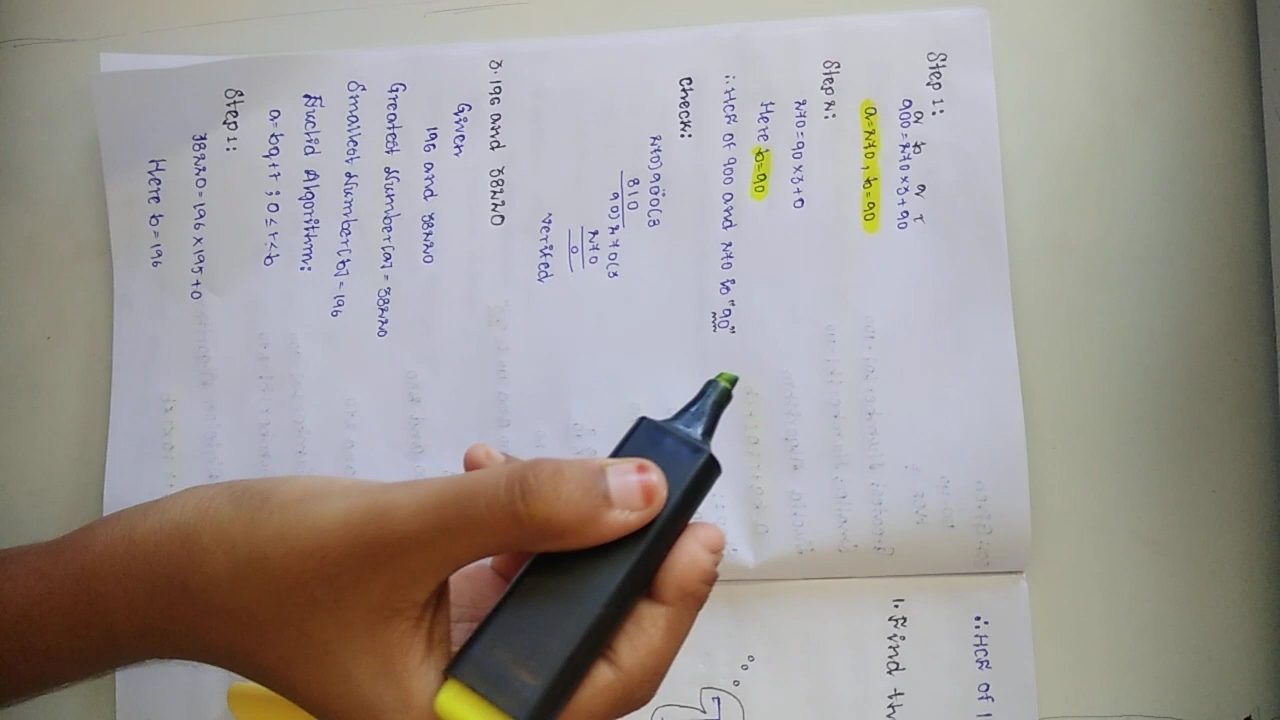 Step 1:
a b q r
900 = 270 x 3 + 90
a = 270, b = 90
Step 2:
270 = 90 x 3 + 0
Here b = 90
∴ HCF of 900 and 270 is "90"
Check:
270) 900 (3
810
90) 270 (3
270
0
Verified
3. 196 and 38220
Given
196 and 38220
Greatest Number [a] = 38220
Smallest Number [b] = 196
Euclid Algorithm:
a = bq + r ; 0 ≤ r < b
Step 1:
38220 = 196 x 195 + 0
Here b = 196
∴ HCF of 1
1. Find th